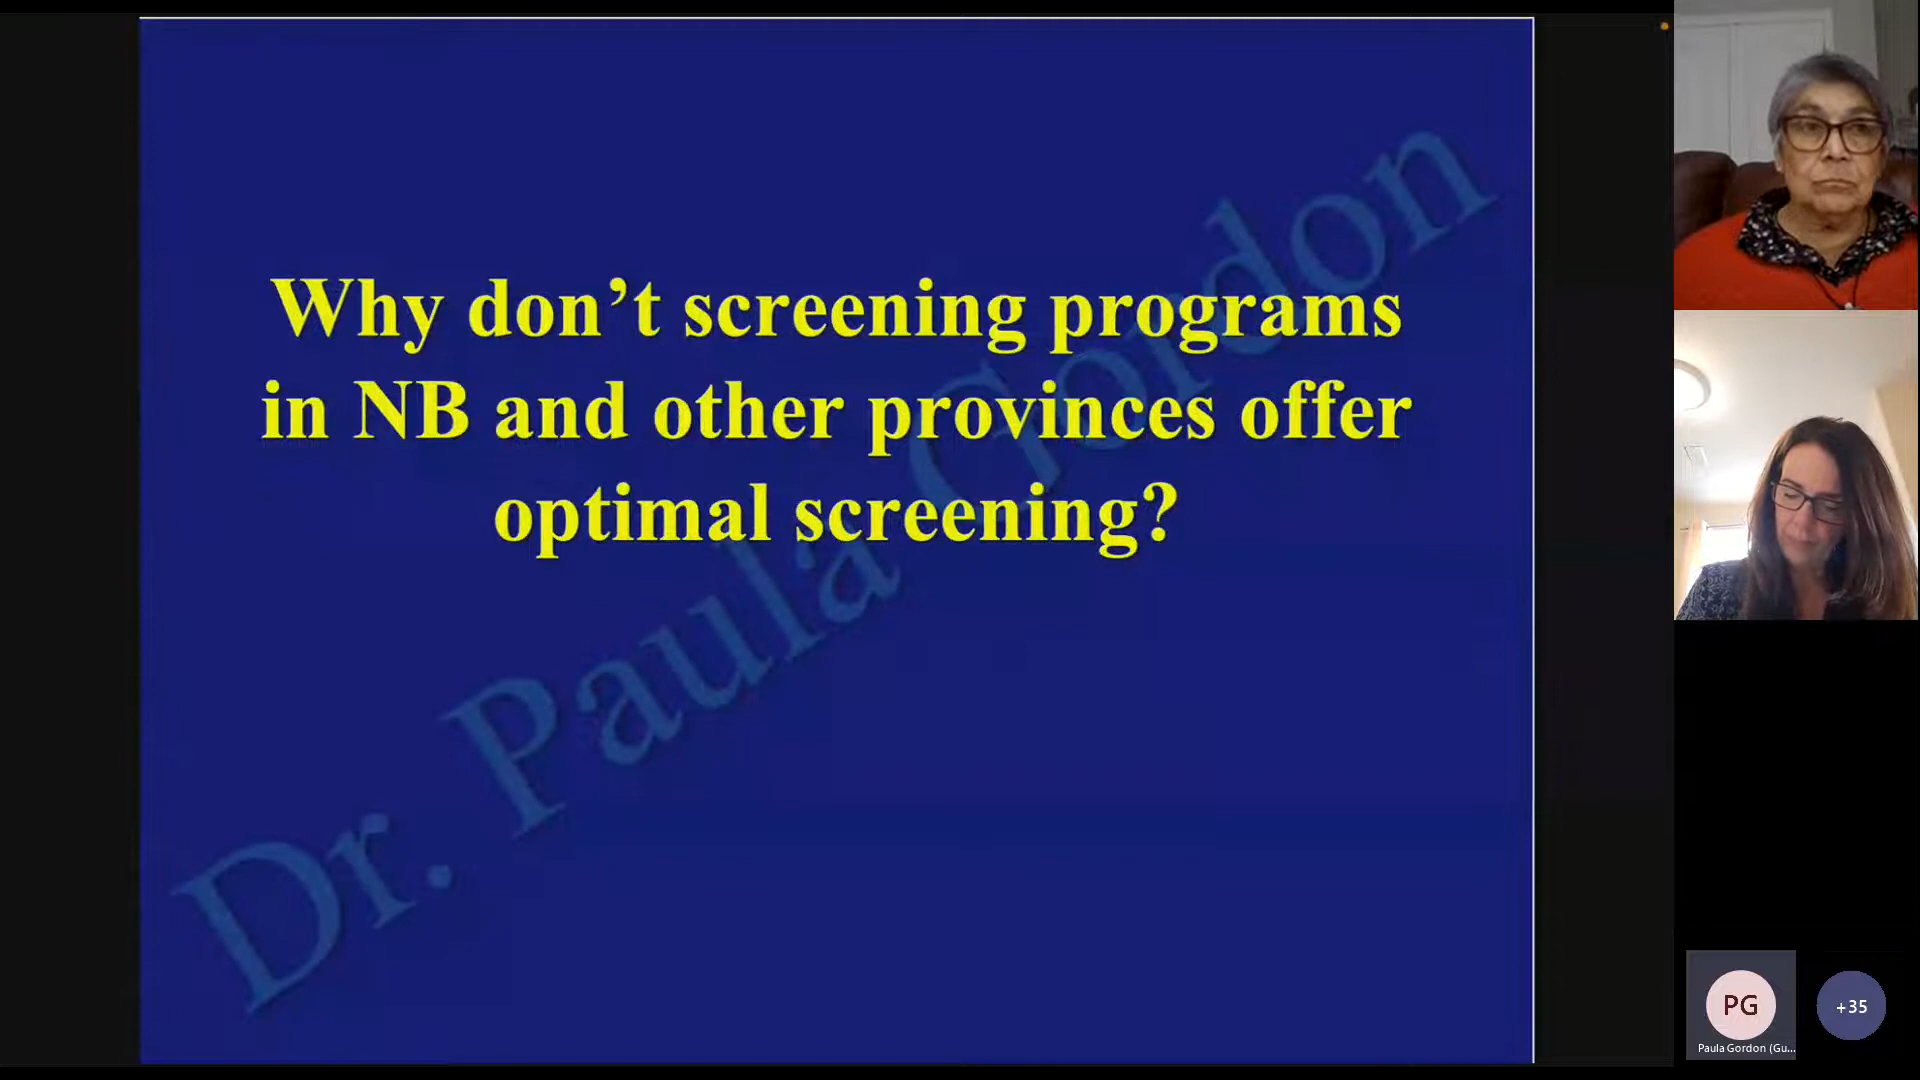 Why don’t screening programs
in NB and other provinces offer
optimal screening?
Dr. Paula Gordon
PG
+35
Paula Gordon (Gu...